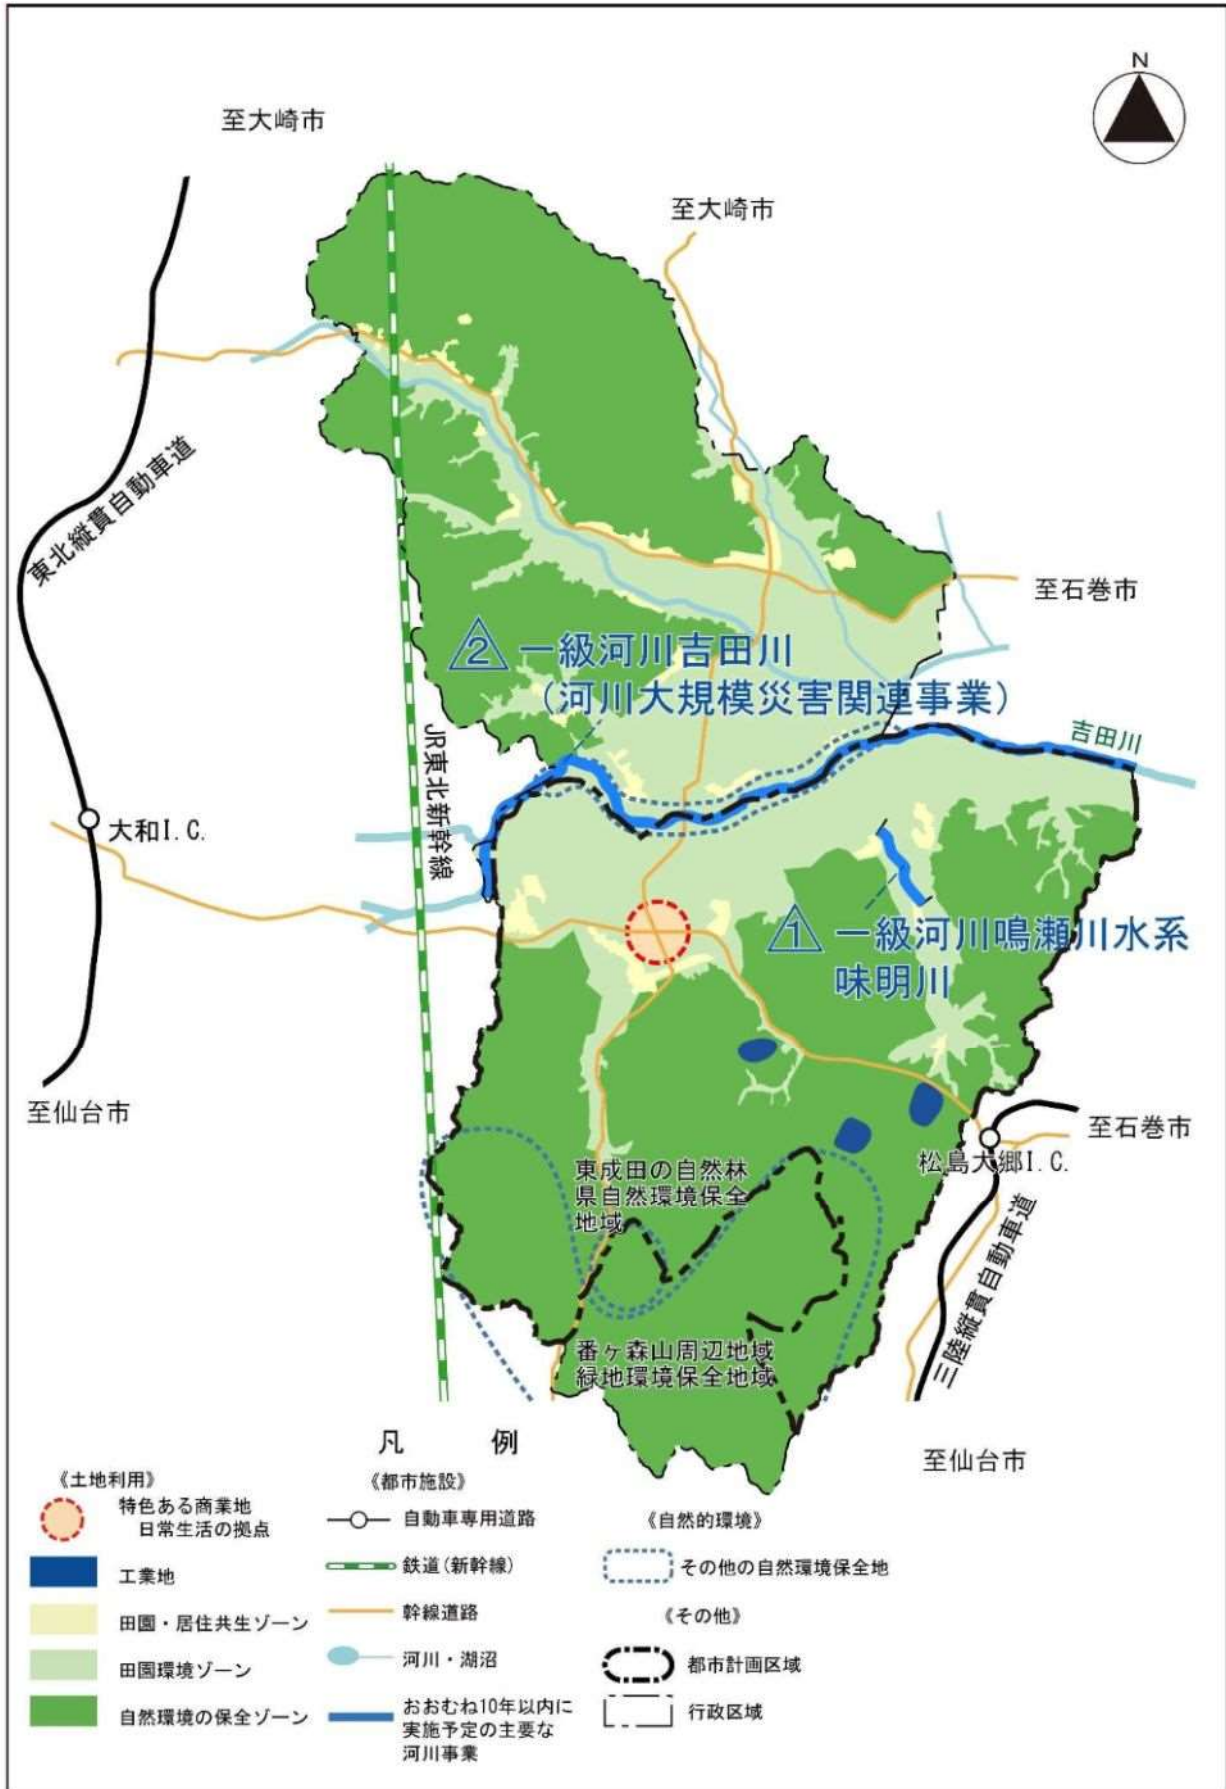 N
至大崎市
至大崎市
東北縦貫自動車道
至石巻市
② 一級河川吉田川
(河川大規模災害関連事業)
吉田川
JR東北新幹線
大和I.C.
① 一級河川鳴瀬川水系
味明川
至仙台市
至石巻市
松島大郷I.C.
東成田の自然林
県自然環境保全
地域
三陸縦貫自動車道
番ヶ森山周辺地域
緑地環境保全地域
至仙台市
凡 例
《土地利用》
特色ある商業地
日常生活の拠点
工業地
田園・居住共生ゾーン
田園環境ゾーン
自然環境の保全ゾーン
《都市施設》
自動車専用道路
鉄道(新幹線)
幹線道路
河川・湖沼
おおむね10年以内に
実施予定の主要な
河川事業
《自然的環境》
その他の自然環境保全地
《その他》
都市計画区域
行政区域